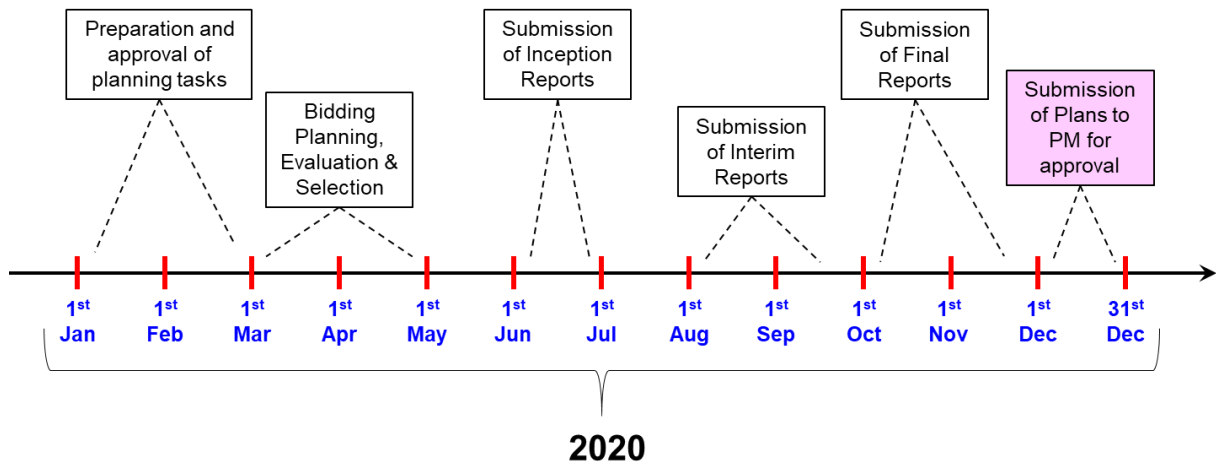 Preparation and
approval of
planning tasks
Bidding
Planning,
Evaluation &
Selection
Submission
of Inception
Reports
Submission
of Interim
Reports
Submission
of Final
Reports
Submission
of Plans to
PM for
approval
1st 1st 1st 1st 1st 1st 1st 1st 1st 1st 1st 1st 31st
Jan Feb Mar Apr May Jun Jul Aug Sep Oct Nov Dec Dec
2020